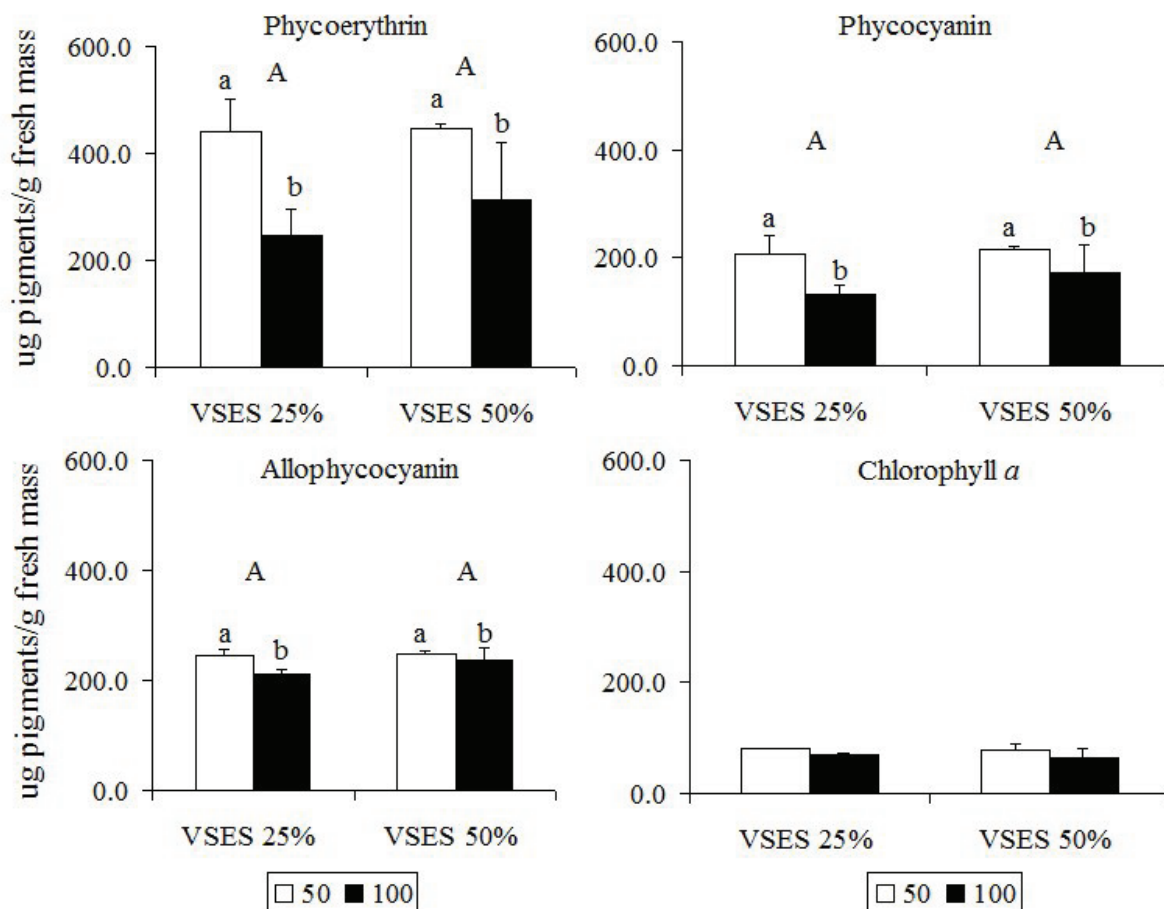 Phycoerythrin
ug pigments/g fresh mass
600.0
400.0
200.0
0.0
a
A
b
a
A
b
VSES 25%
VSES 50%
Phycocyanin
600.0
400.0
200.0
0.0
A
A
a
b
a
b
VSES 25%
VSES 50%
Allophycocyanin
ug pigments/g fresh mass
600.0
400.0
200.0
0.0
A
A
a
b
a
b
VSES 25%
VSES 50%
50 100
Chlorophyll a
600.0
400.0
200.0
0.0
VSES 25%
VSES 50%
50 100